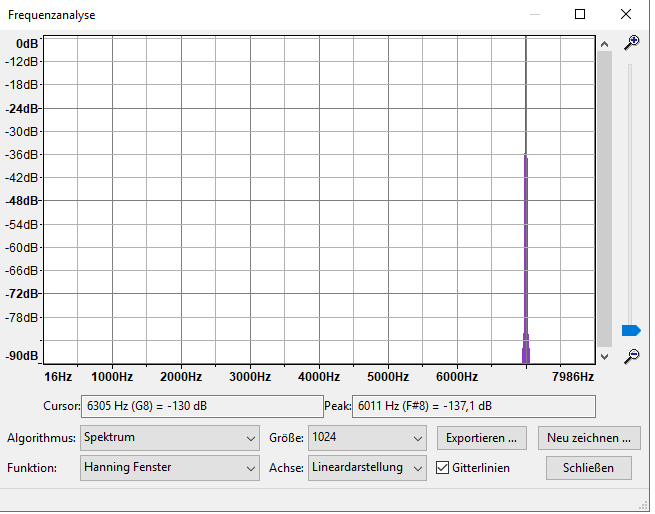 Frequenzanalyse
0dB
-12dB
-18dB
-24dB
-30dB
-36dB
-42dB
-48dB
-54dB
-60dB
-66dB
-72dB
-78dB
-90dB
16Hz 1000Hz 2000Hz 3000Hz 4000Hz 5000Hz 6000Hz 7986Hz
Cursor: 6305 Hz (G8) = -130 dB Peak: 6011 Hz (F#8) = -137,1 dB
Algorithmus: Spektrum Größe: 1024 Exportieren ... Neu zeichnen ...
Funktion: Hanning Fenster Achse: Lineardarstellung Gitterlinien Schließen